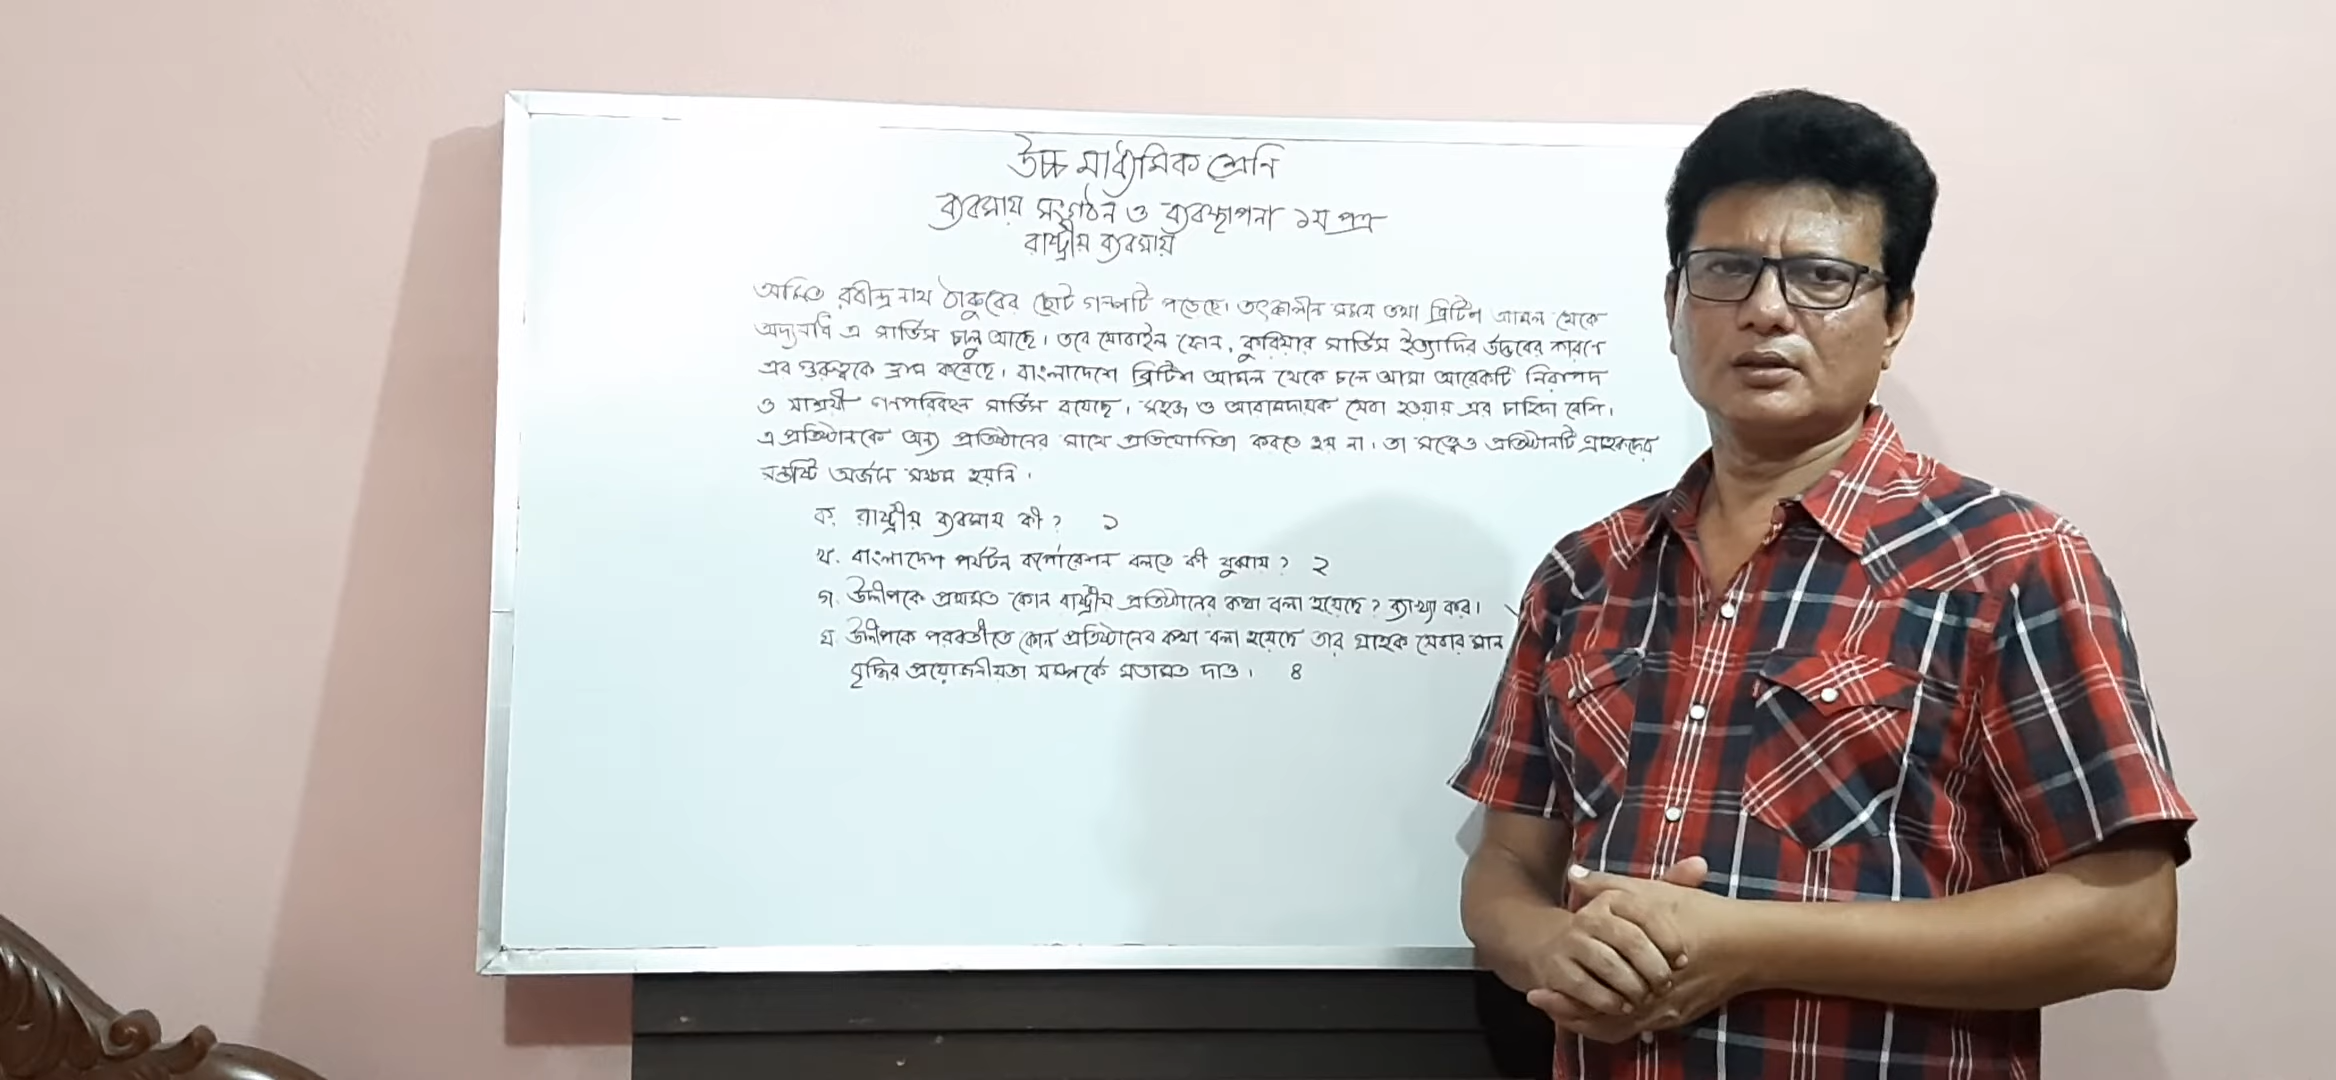 উচ্চ মাধ্যমিক শ্রেনি
ব্যবসায় সংগঠন ও ব্যবস্থাপনা ১ম পত্র
রাষ্ট্রীয় ব্যবসায়
অমিত রবীন্দ্রনাথ ঠাকুরের ছোট গল্পটি পড়েছে। তৎকালীন সময়ে তথা ব্রিটিশ আমল থেকে
অদ্যবধি এ সার্ভিস চালু আছে। তবে মোবাইল ফোন, কুরিয়ার সার্ভিস ইত্যাদির উদ্ভবের কারণে
এর গুরুত্বকে হ্রাস করেছে। বাংলাদেশে ব্রিটিশ আমল থেকে চলে আসা আরেকটি নিরাপদ
ও সাশ্রয়ী গনপরিবহন সার্ভিস রয়েছে। সহজ ও আরামদায়ক সেবা হওয়ায় এর চাহিদা বেশি।
এ প্রতিষ্ঠানকে অন্য প্রতিষ্ঠানের সাথে প্রতিযোগিতা করতে হয় না। তা সত্ত্বেও প্রতিষ্ঠানটি গ্রাহকদের
সন্তুষ্টি অর্জনে সক্ষম হয়নি।
ক. রাষ্ট্রীয় ব্যবসায় কী? ১
খ. বাংলাদেশ পর্যটন কর্পোরেশন বলতে কী বুঝায়? ২
গ. উদ্দীপকে প্রথমত কোন রাষ্ট্রীয় প্রতিষ্ঠানের কথা বলা হয়েছে? ব্যাখ্যা কর।
ঘ. উদ্দীপকে পরবর্তীতে কোন প্রতিষ্ঠানের কথা বলা হয়েছে তার গ্রাহক সেবার মান
বৃদ্ধির প্রয়োজনীয়তা সম্পর্কে মতামত দাও। ৪